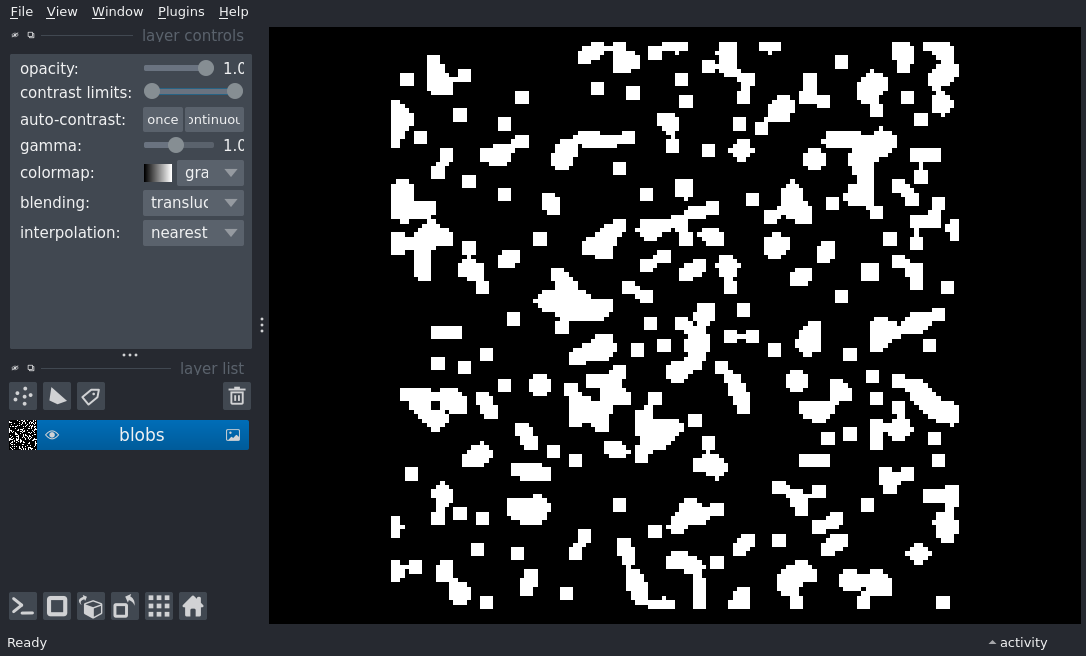 File View Window Plugins Help
layer controls
opacity: 1.0
contrast limits:
auto-contrast: once ontinuou
gamma: 1.0
colormap: gra
blending: transluc
interpolation: nearest
layer list
blobs
Ready activity